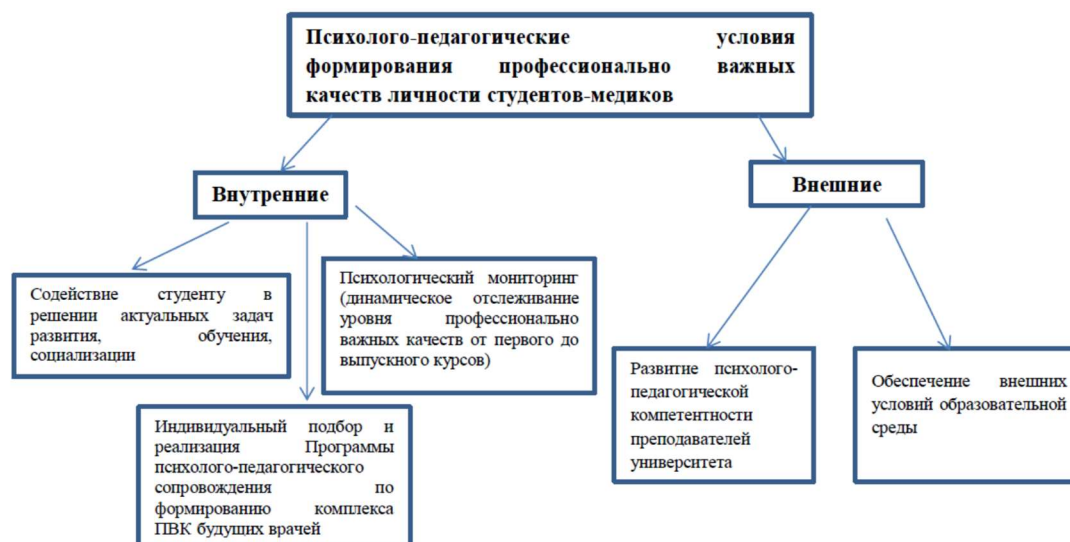 Психолого-педагогические условия
формирования профессионально важных
качеств личности студентов-медиков
Внутренние
Внешние
Содействие студенту в
решении актуальных задач
развития, обучения,
социализации
Психологический мониторинг
(динамическое отслеживание
уровня профессионально
важных качеств от первого до
выпускного курсов)
Индивидуальный подбор и
реализация Программы
психолого-педагогического
сопровождения по
формированию комплекса
ПВК будущих врачей
Развитие психолого-
педагогической
компетентности
преподавателей
университета
Обеспечение внешних
условий образовательной
среды